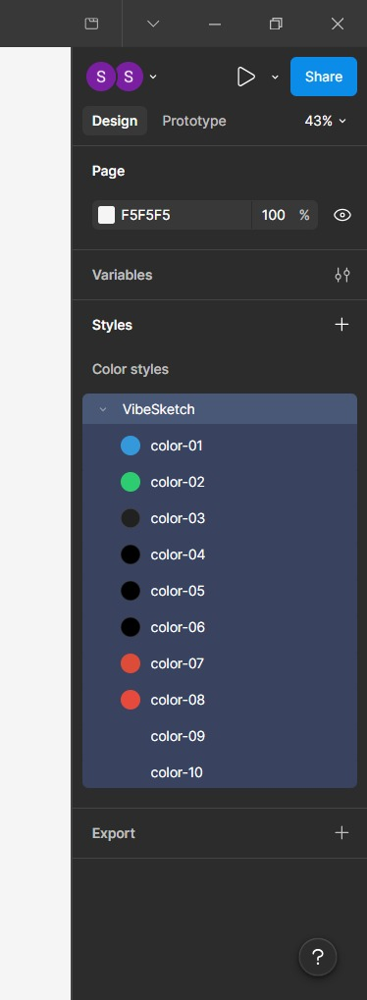 S S
Share
Design Prototype 43%
Page
F5F5F5 100 %
Variables
Styles
Color styles
VibeSketch
color-01
color-02
color-03
color-04
color-05
color-06
color-07
color-08
color-09
color-10
Export
?